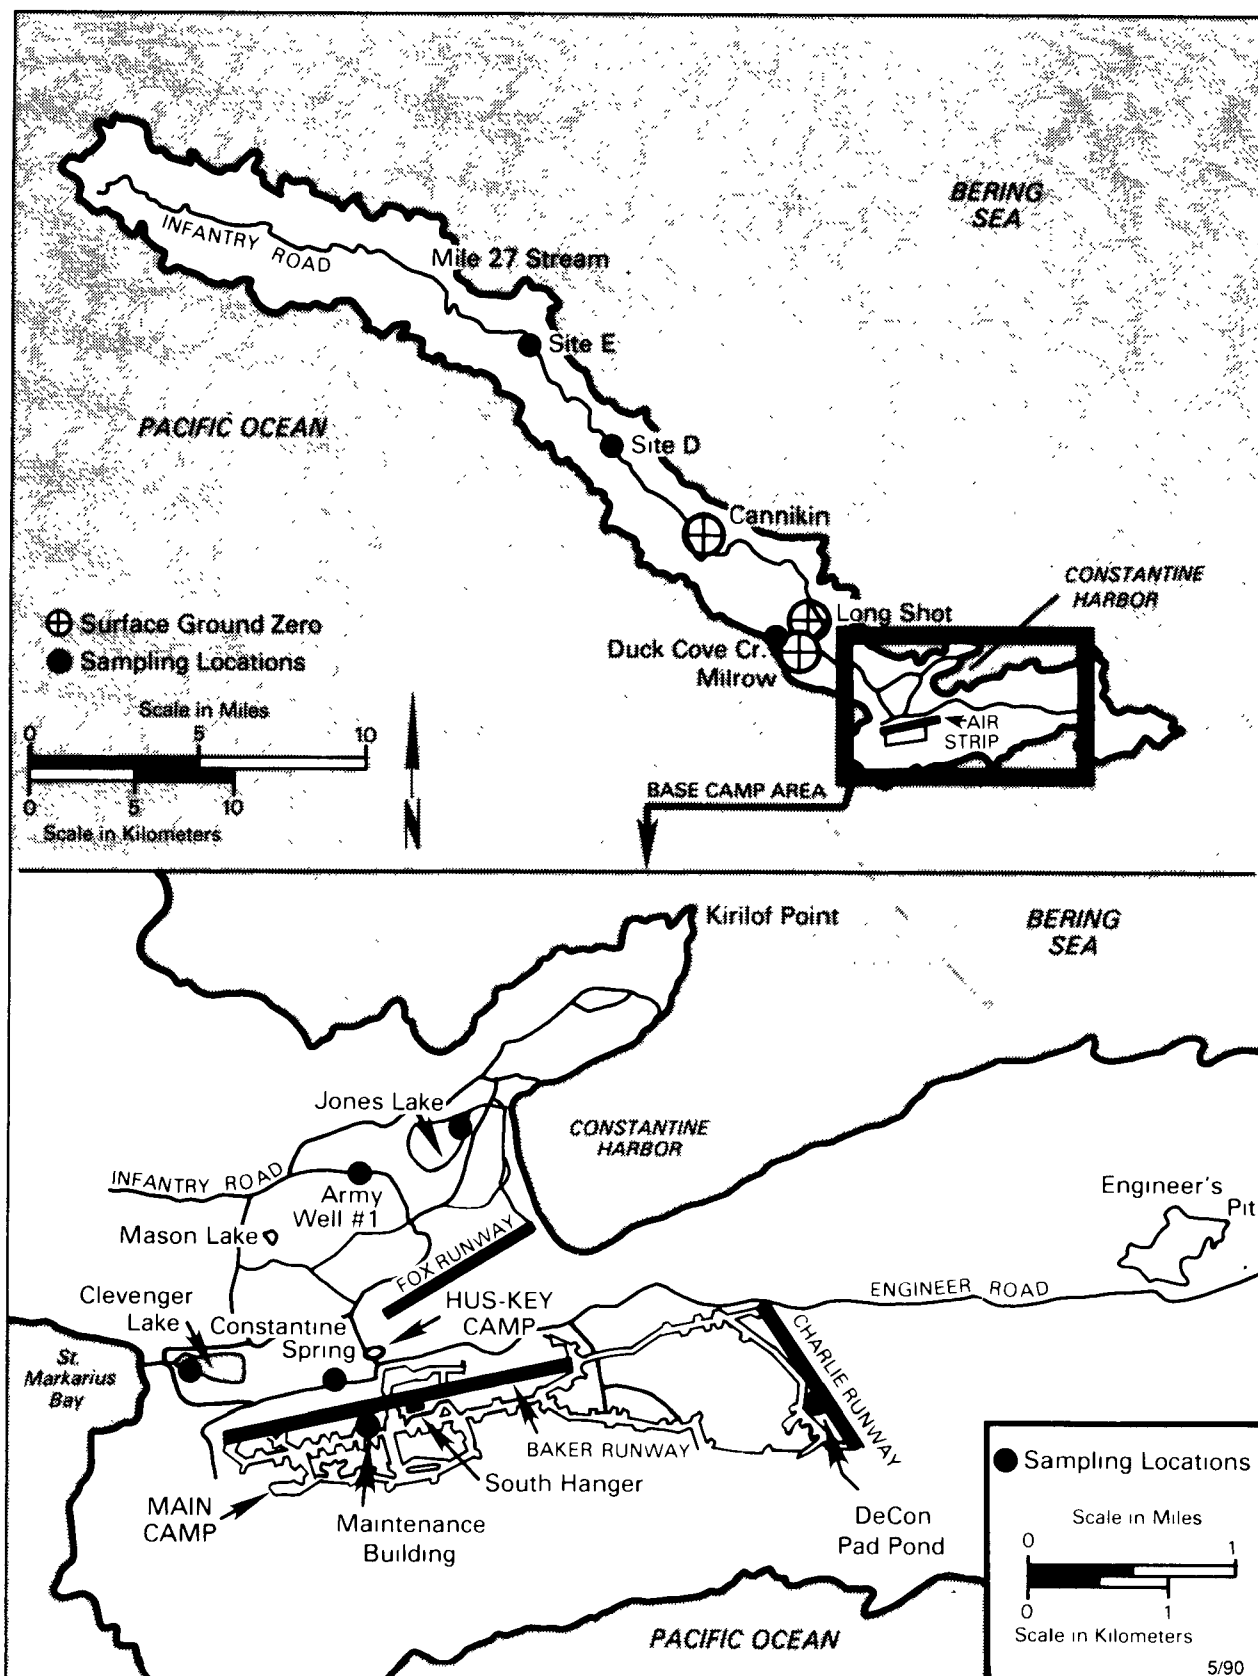 BERING
SEA
INFANTRY ROAD
Mile 27 Stream
Site E
PACIFIC OCEAN
Site D
Cannikin
CONSTANTINE
HARBOR
Surface Ground Zero
Sampling Locations
Long Shot
Duck Cove Cr.
Milrow
Scale in Miles
0 5 10
0 5 10
Scale in Kilometers
N
AIR
STRIP
BASE CAMP AREA
Kirilof Point
BERING
SEA
Jones Lake
CONSTANTINE
HARBOR
INFANTRY ROAD
Army
Well #1
Engineer's
Pit
Mason Lake
FOX RUNWAY
Clevenger
Lake
HUS-KEY
CAMP
ENGINEER ROAD
Constantine
Spring
St.
Markarius
Bay
CHARLIE RUNWAY
BAKER RUNWAY
South Hanger
MAIN
CAMP
Maintenance
Building
DeCon
Pad Pond
Sampling Locations
Scale in Miles
0 1
0 1
Scale in Kilometers
PACIFIC OCEAN
5/90